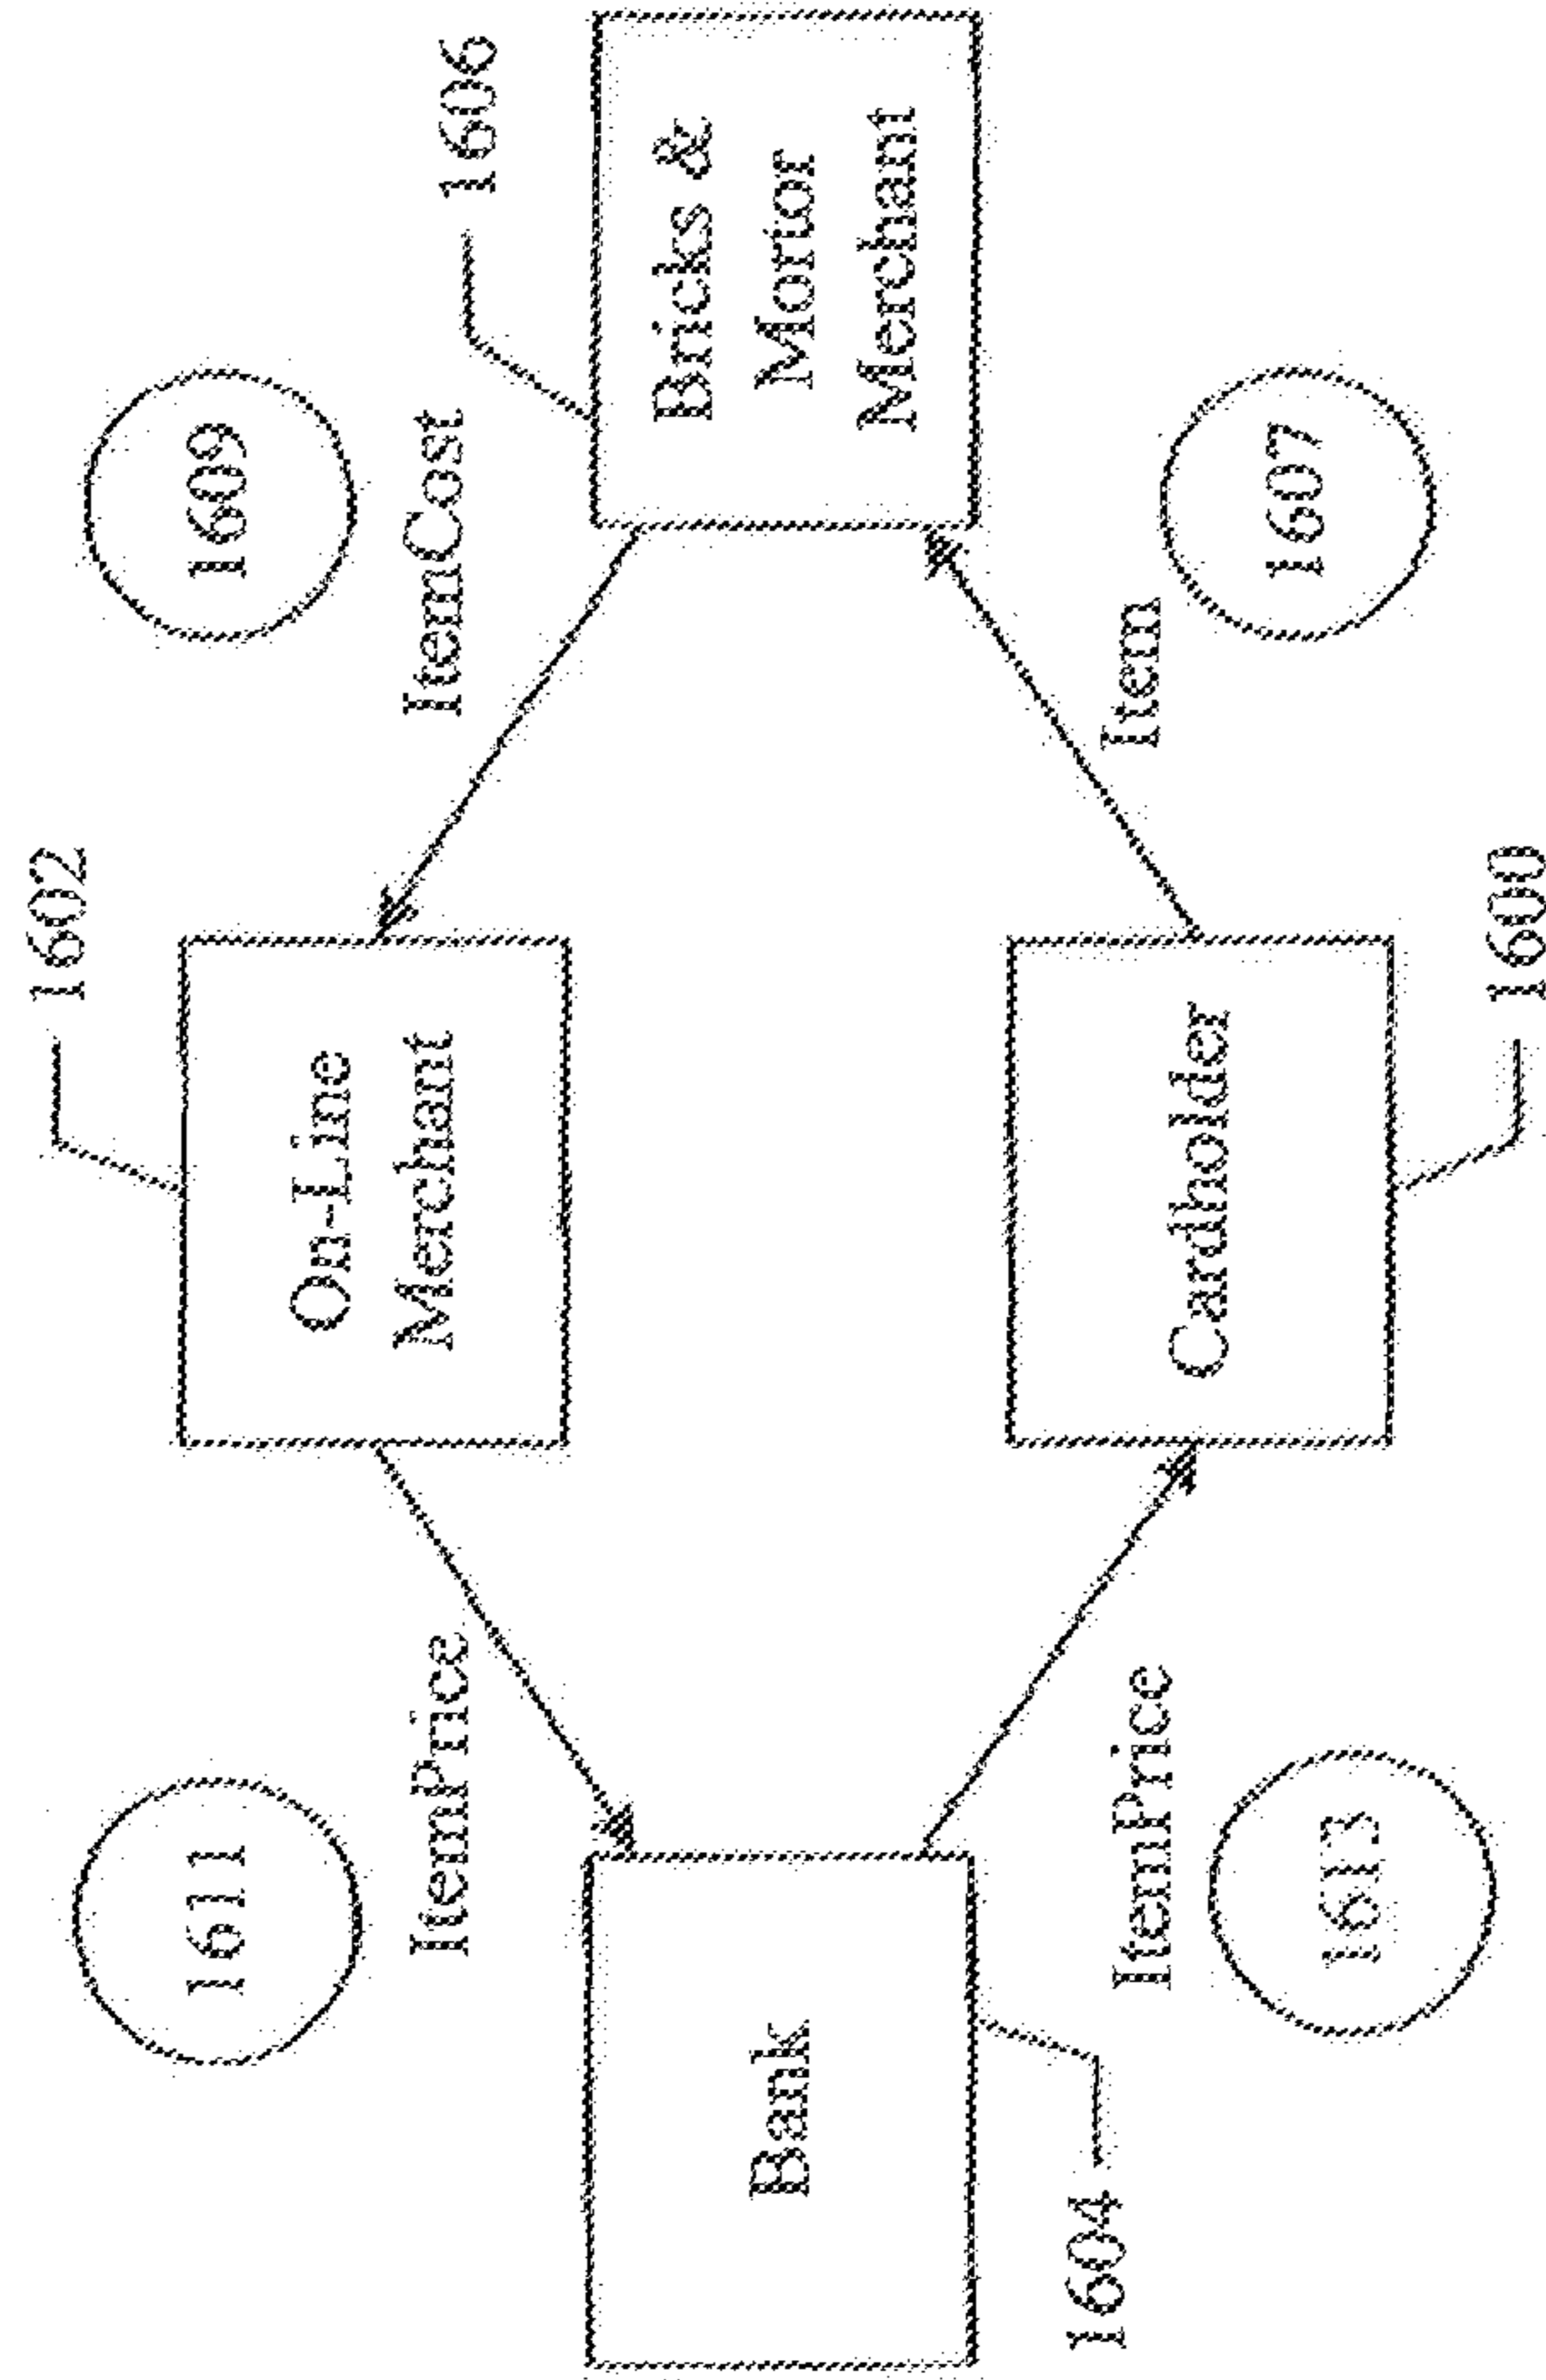 1611
1609
1602
ItemPrice
ItemCost
1606
On-Line
Merchant
Bank
Bricks &
Mortor
Merchant
1604
ItemPrice
Item
Cardholder
1613
1607
1600